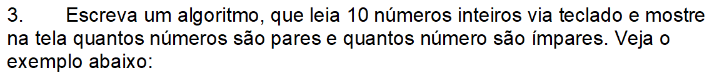 3. Escreva um algoritmo, que leia 10 números inteiros via teclado e mostre
na tela quantos números são pares e quantos número são ímpares. Veja o
exemplo abaixo: